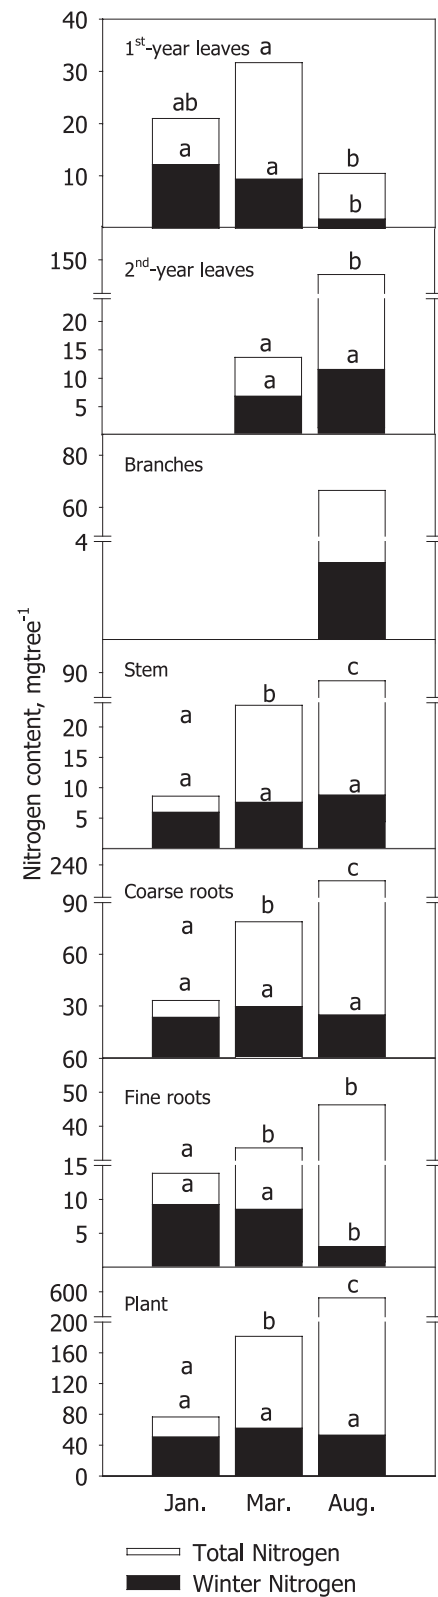 40
1st-year leaves
a
30
ab
20
a
a
b
10
b
150
2nd-year leaves
b
20
a
15
a
10
a
5
80
Branches
60
4
90
Stem
c
a
b
20
15
a
10
a
a
5
240
Coarse roots
c
90
a
b
60
a
a
30
a
60
50
Fine roots
b
40
a
b
15
a
10
a
5
b
600
Plant
c
200
b
160
a
120
a
80
a
a
40
0
Jan. Mar. Aug.
Total Nitrogen
Winter Nitrogen
Nitrogen content, mgtree-1